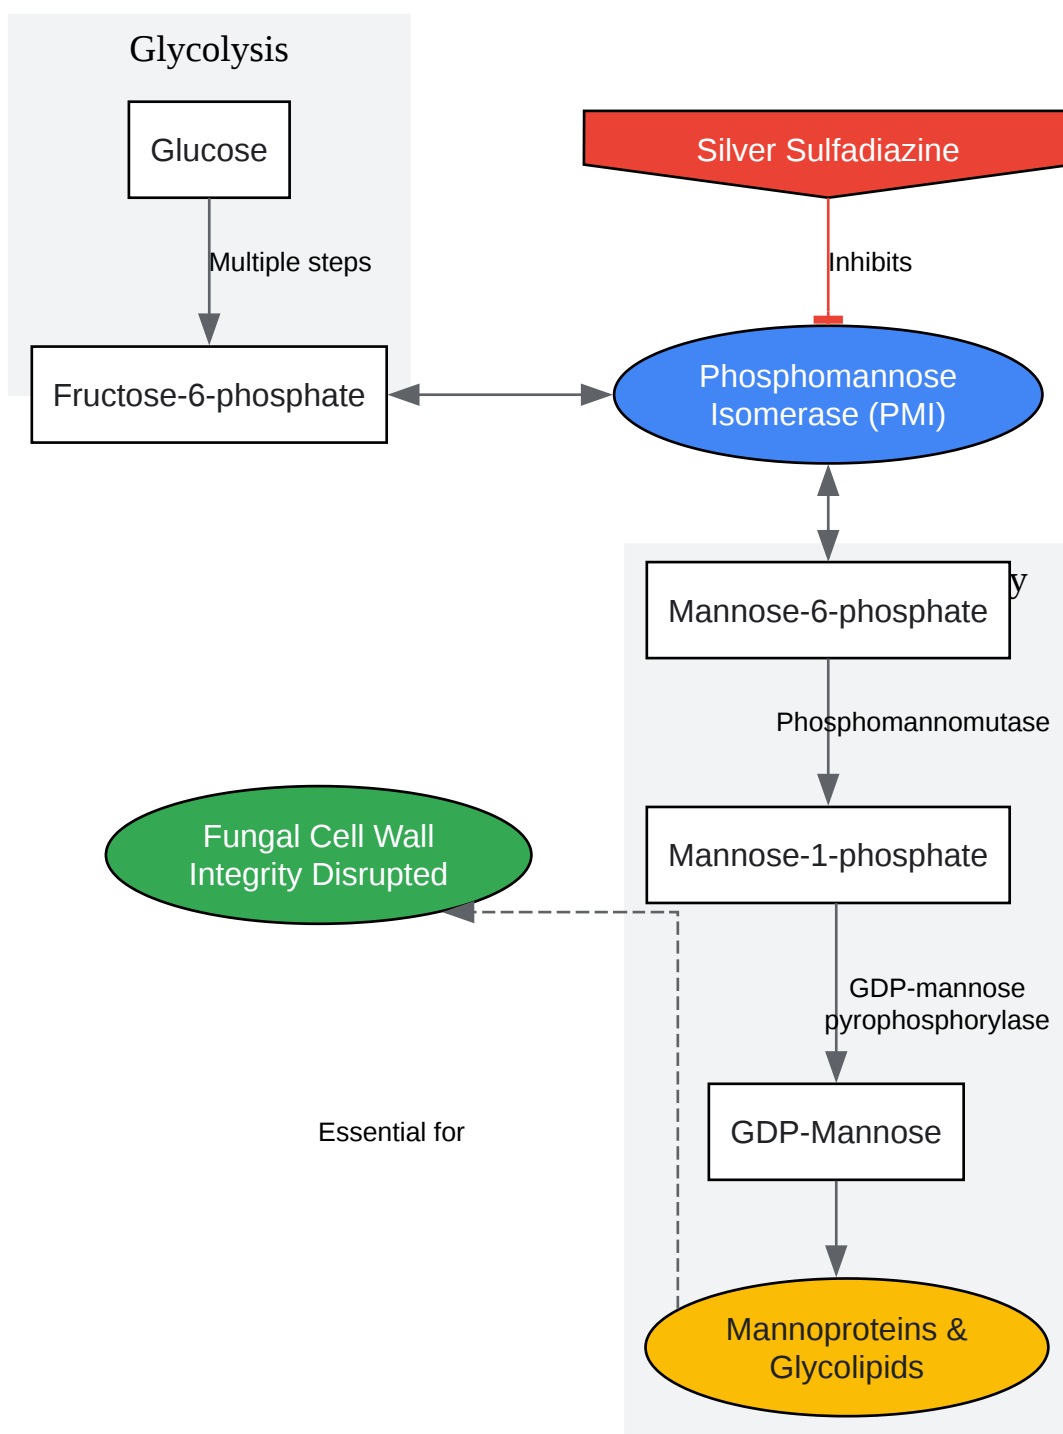 Glycolysis
Glucose
Silver Sulfadiazine
Multiple steps
Inhibits
Fructose-6-phosphate
Phosphomannose
Isomerase (PMI)
y
Mannose-6-phosphate
Phosphomannomutase
Fungal Cell Wall
Integrity Disrupted
Mannose-1-phosphate
GDP-mannose
pyrophosphorylase
Essential for
GDP-Mannose
Mannoproteins &
Glycolipids